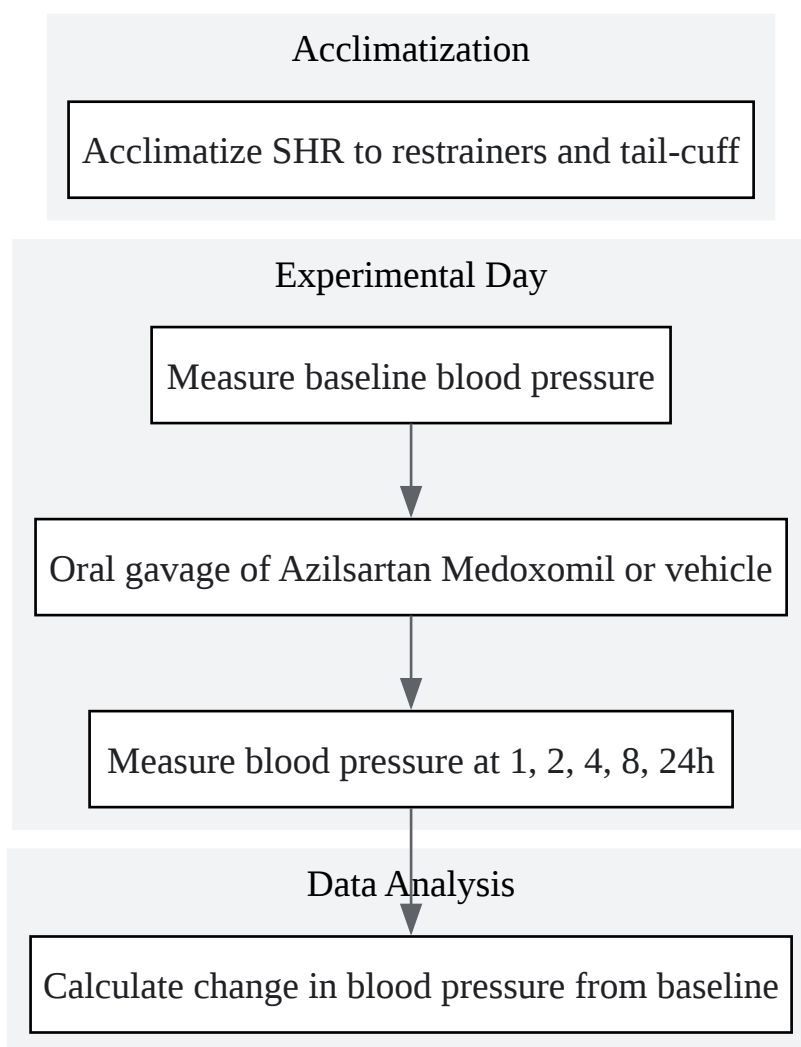 Acclimatization
Acclimatize SHR to restrainers and tail-cuff
Experimental Day
Measure baseline blood pressure
Oral gavage of Azilsartan Medoxomil or vehicle
Measure blood pressure at 1, 2, 4, 8, 24h
Data Analysis
Calculate change in blood pressure from baseline